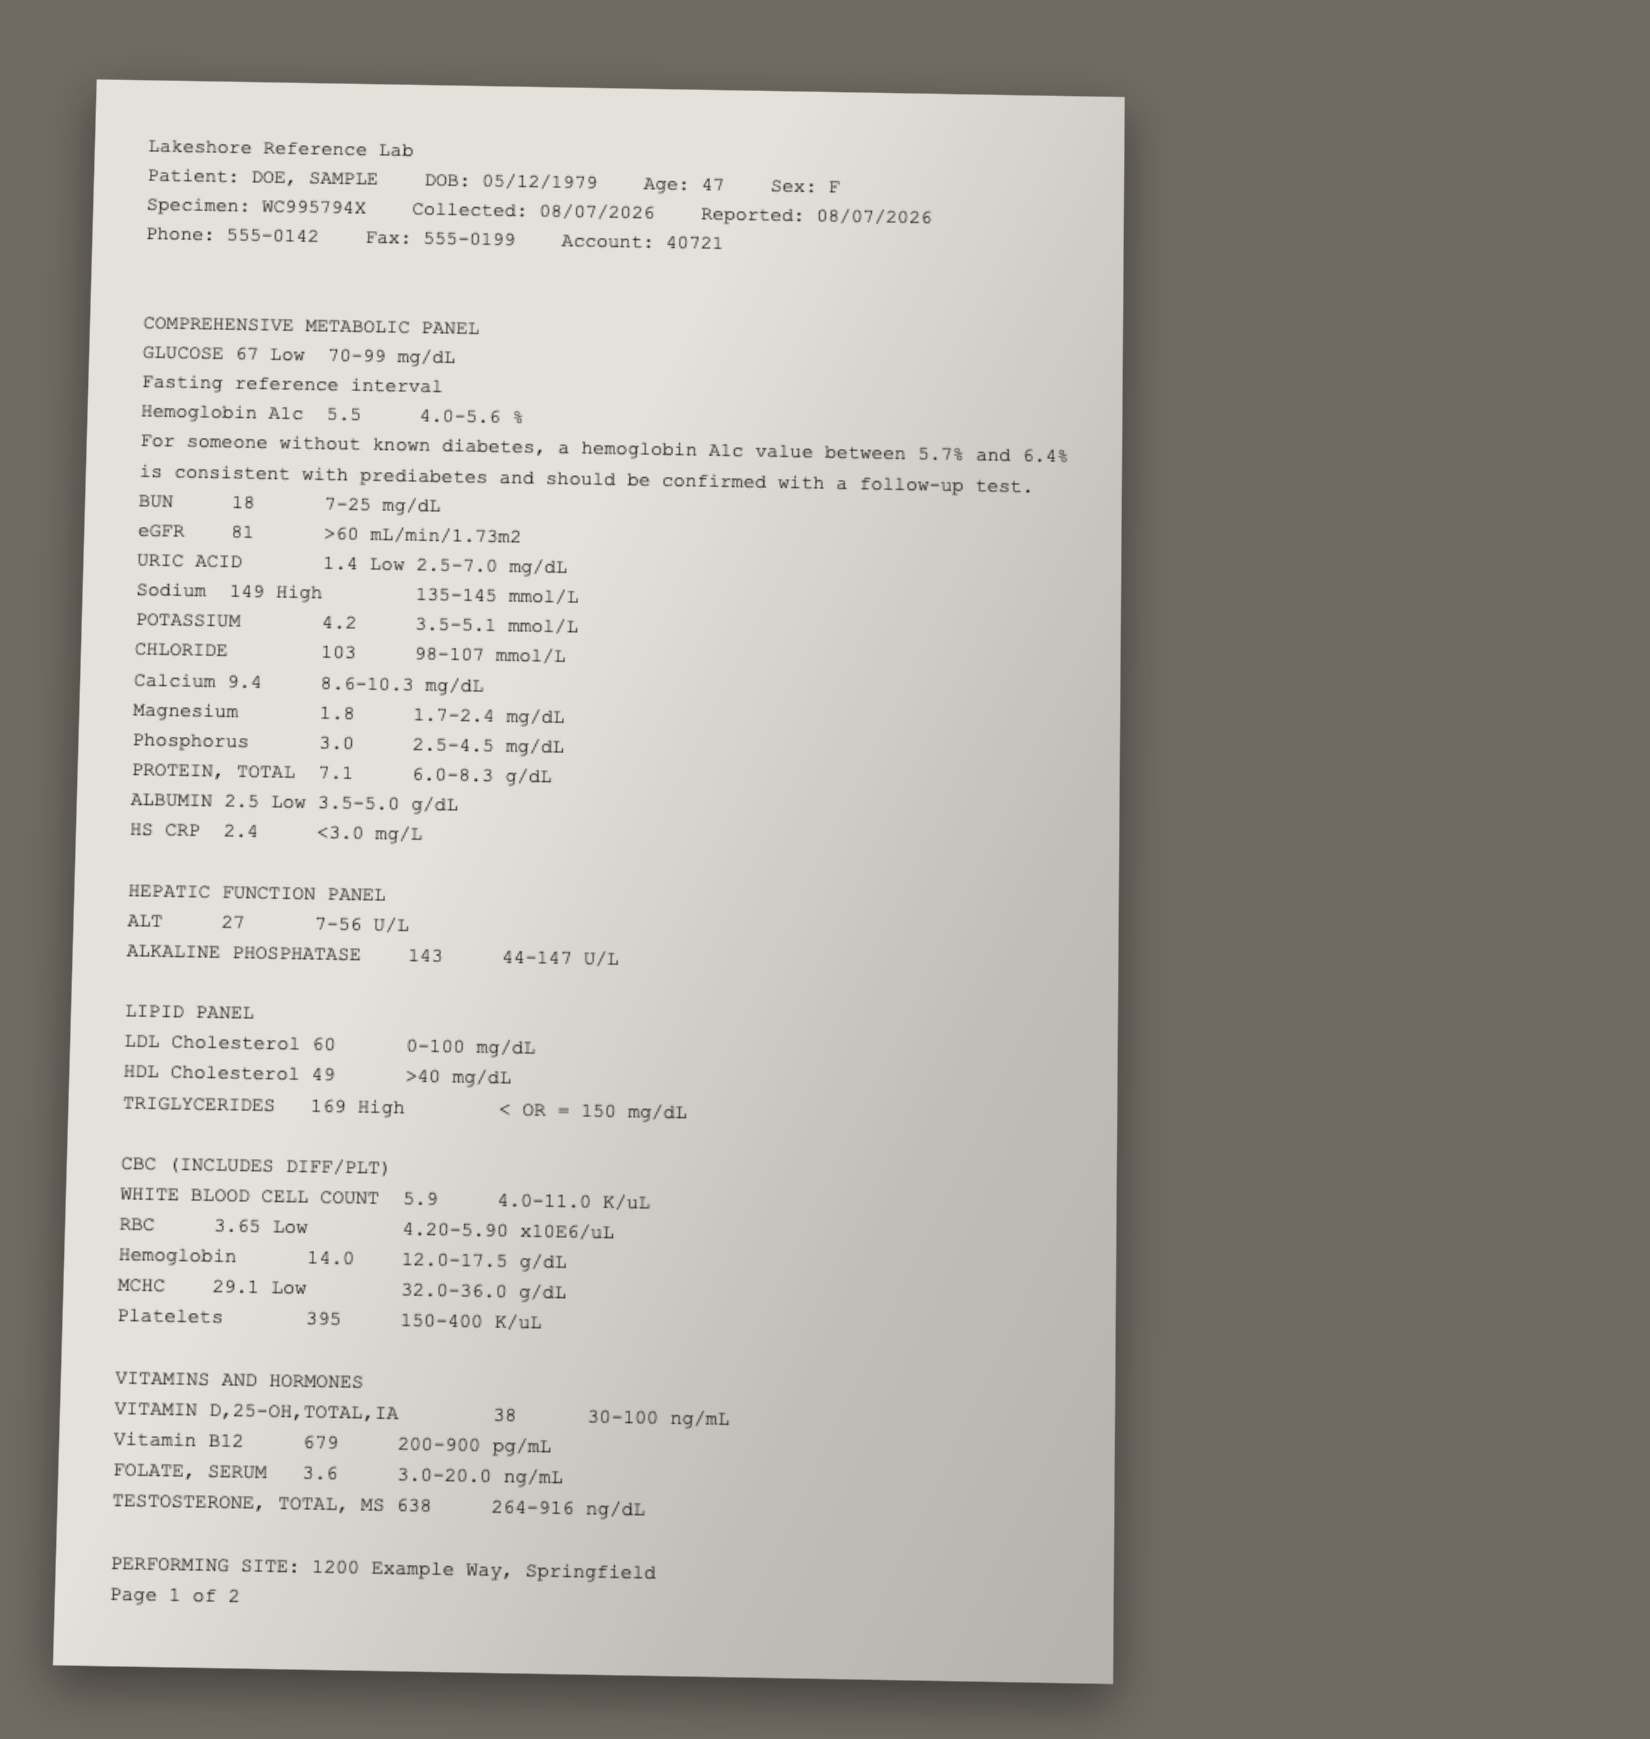 Lakeshore Reference Lab
Patient: DOE, SAMPLE    DOB: 05/12/1979    Age: 47    Sex: F
Specimen: WC995794X    Collected: 08/07/2026    Reported: 08/07/2026
Phone: 555-0142    Fax: 555-0199    Account: 40721
COMPREHENSIVE METABOLIC PANEL
GLUCOSE 67 Low  70-99 mg/dL
Fasting reference interval
Hemoglobin A1c  5.5     4.0-5.6 %
For someone without known diabetes, a hemoglobin A1c value between 5.7% and 6.4%
is consistent with prediabetes and should be confirmed with a follow-up test.
BUN     18      7-25 mg/dL
eGFR    81      >60 mL/min/1.73m2
URIC ACID       1.4 Low 2.5-7.0 mg/dL
Sodium  149 High        135-145 mmol/L
POTASSIUM       4.2     3.5-5.1 mmol/L
CHLORIDE        103     98-107 mmol/L
Calcium 9.4     8.6-10.3 mg/dL
Magnesium       1.8     1.7-2.4 mg/dL
Phosphorus      3.0     2.5-4.5 mg/dL
PROTEIN, TOTAL  7.1     6.0-8.3 g/dL
ALBUMIN 2.5 Low 3.5-5.0 g/dL
HS CRP  2.4     <3.0 mg/L
HEPATIC FUNCTION PANEL
ALT     27      7-56 U/L
ALKALINE PHOSPHATASE    143     44-147 U/L
LIPID PANEL
LDL Cholesterol 60      0-100 mg/dL
HDL Cholesterol 49      >40 mg/dL
TRIGLYCERIDES   169 High        < OR = 150 mg/dL
CBC (INCLUDES DIFF/PLT)
WHITE BLOOD CELL COUNT  5.9     4.0-11.0 K/uL
RBC     3.65 Low        4.20-5.90 x10E6/uL
Hemoglobin      14.0    12.0-17.5 g/dL
MCHC    29.1 Low        32.0-36.0 g/dL
Platelets       395     150-400 K/uL
VITAMINS AND HORMONES
VITAMIN D,25-OH,TOTAL,IA        38      30-100 ng/mL
Vitamin B12     679     200-900 pg/mL
FOLATE, SERUM   3.6     3.0-20.0 ng/mL
TESTOSTERONE, TOTAL, MS 638     264-916 ng/dL
PERFORMING SITE: 1200 Example Way, Springfield
Page 1 of 2